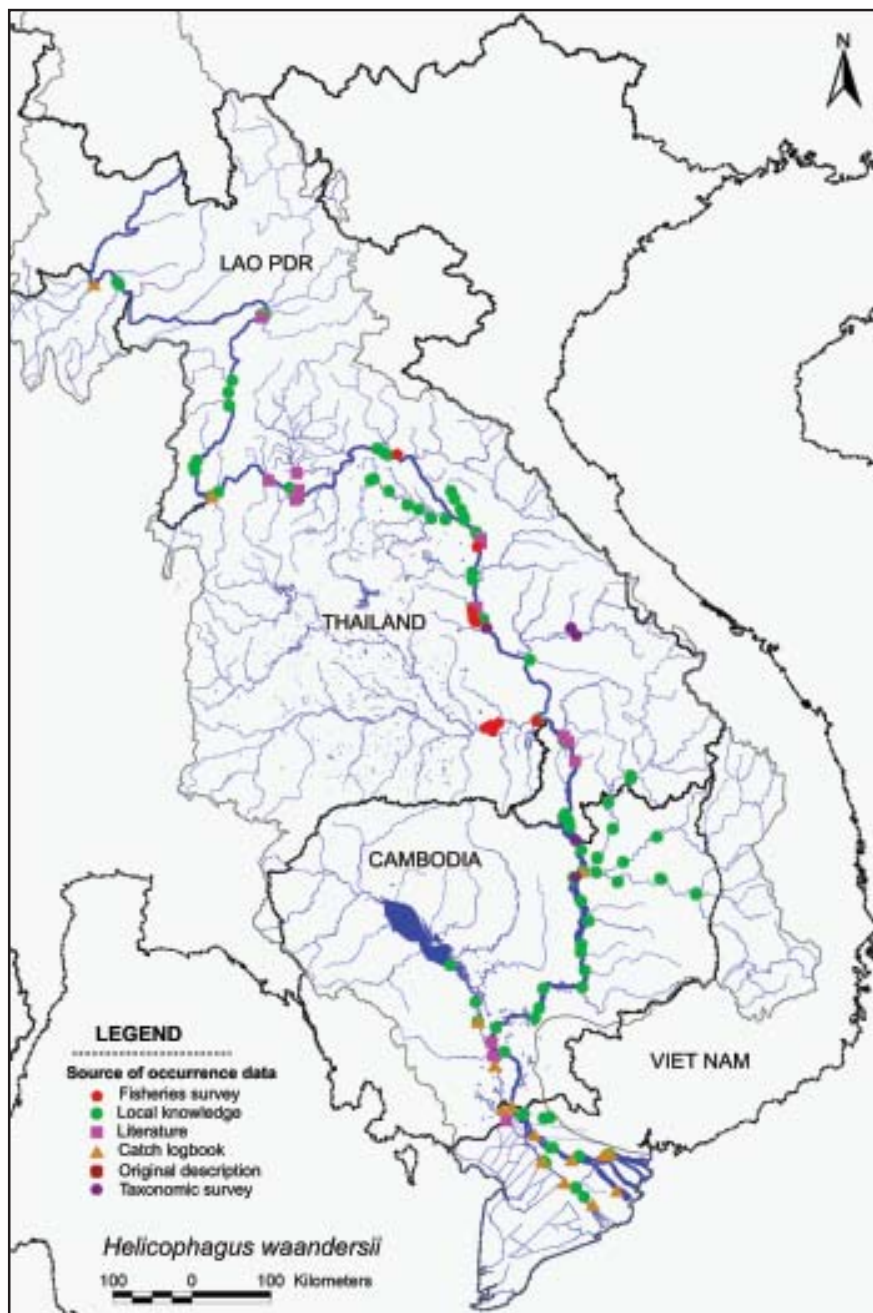 N
LAO PDR
THAILAND
CAMBODIA
VIET NAM
LEGEND
Source of occurrence data
Fisheries survey
Local knowledge
Literature
Catch logbook
Original description
Taxonomic survey
Helicophagus waandersii
100 0 100 Kilometers